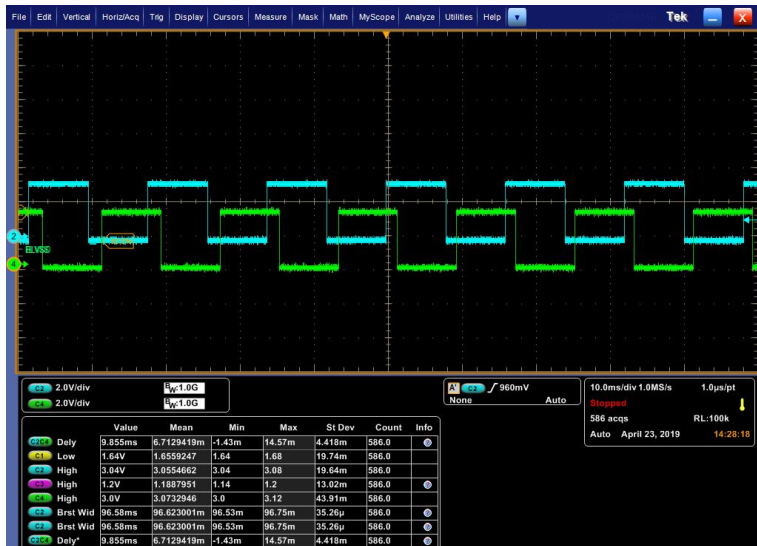 File Edit Vertical Horiz/Acq Trig Display Cursors Measure Mask Math MyScope Analyze Utilities Help Tek X
2
ELVSS
4
C2 2.0V/div BW:1.0G
C4 2.0V/div BW:1.0G
A' C2 960mV
None Auto
10.0ms/div 1.0MS/s 1.0µs/pt
Stopped
586 acqs RL:100k
Auto April 23, 2019 14:28:18
Value Mean Min Max St Dev Count Info
C2C4 Dely 9.855ms 6.7129419m -1.43m 14.57m 4.418m 586.0
C1 Low 1.64V 1.6559247 1.64 1.68 19.74m 586.0
C2 High 3.04V 3.0554662 3.04 3.08 19.64m 586.0
C3 High 1.2V 1.1887951 1.14 1.2 13.02m 586.0
C4 High 3.0V 3.0732946 3.0 3.12 43.91m 586.0
C2 Brst Wid 96.58ms 96.623001m 96.53m 96.75m 35.26µ 586.0
C2 Brst Wid 96.58ms 96.623001m 96.53m 96.75m 35.26µ 586.0
C2C4 Dely* 9.855ms 6.7129419m -1.43m 14.57m 4.418m 586.0